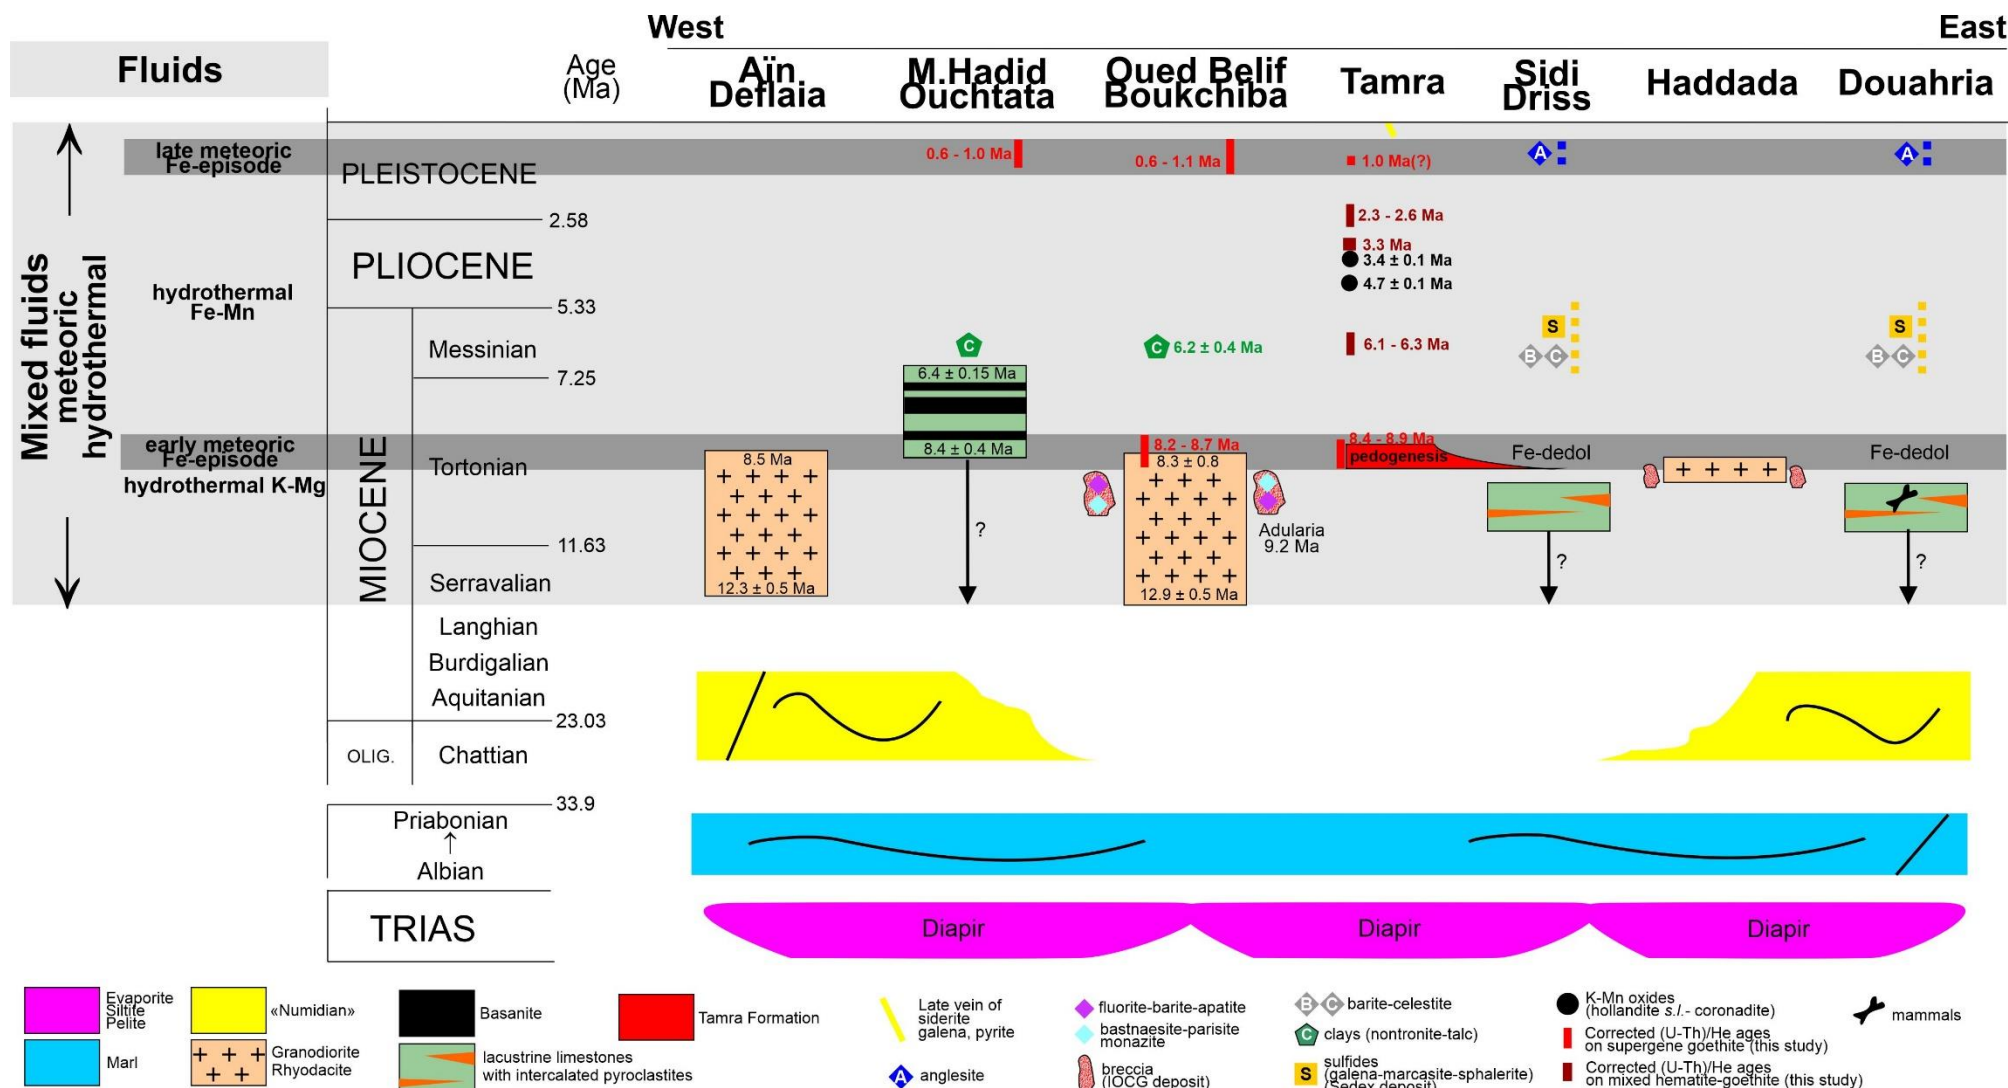 West
East
Fluids
Age
(Ma)
Aïn
Deflaia
M.Hadid
Ouchtata
Oued Belif
Boukchiba
Tamra
Sidi
Driss
Haddada
Douahria
late meteoric
Fe-episode
PLEISTOCENE
0.6 - 1.0 Ma
0.6 - 1.1 Ma
1.0 Ma(?)
A
A
2.58
2.3 - 2.6 Ma
Mixed fluids
meteoric
hydrothermal
PLIOCENE
3.3 Ma
3.4 ± 0.1 Ma
4.7 ± 0.1 Ma
hydrothermal
Fe-Mn
5.33
MIOCENE
Messinian
C
C 6.2 ± 0.4 Ma
6.1 - 6.3 Ma
S
B C
S
B C
7.25
6.4 ± 0.15 Ma
8.4 ± 0.4 Ma
early meteoric
Fe-episode
hydrothermal K-Mg
Tortonian
8.5 Ma
8.2 - 8.7 Ma
8.3 ± 0.8
8.4 - 8.9 Ma
pedogenesis
Fe-dedol
Fe-dedol
?
Adularia
9.2 Ma
?
?
11.63
Serravalian
12.3 ± 0.5 Ma
12.9 ± 0.5 Ma
Langhian
Burdigalian
Aquitanian
23.03
OLIG.
Chattian
33.9
Priabonian
↑
Albian
TRIAS
Diapir
Diapir
Diapir
Evaporite
Siltite
Pelite
«Numidian»
Basanite
Tamra Formation
Marl
Granodiorite
Rhyodacite
lacustrine limestones
with intercalated pyroclastites
Late vein of
siderite
galena, pyrite
A anglesite
fluorite-barite-apatite
bastnaesite-parisite
monazite
breccia
(IOCG deposit)
B C barite-celestite
C clays (nontronite-talc)
S sulfides
(galena-marcasite-sphalerite)
(Sedex deposit)
K-Mn oxides
(hollandite s.l.- coronadite)
Corrected (U-Th)/He ages
on supergene goethite (this study)
Corrected (U-Th)/He ages
on mixed hematite-goethite (this study)
mammals